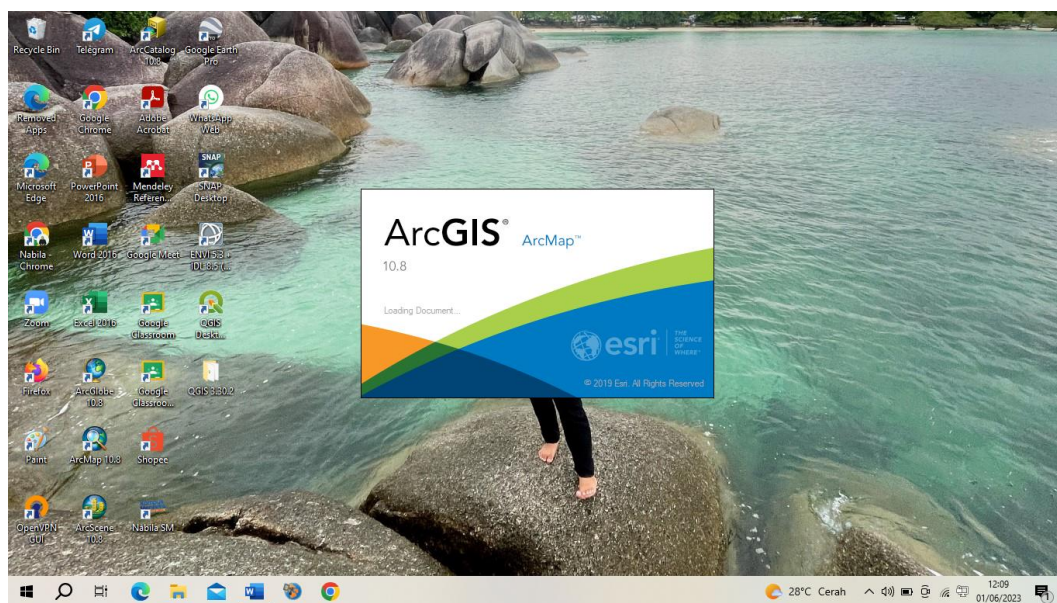 Recycle Bin
Telegram
ArcCatalog
10.8
Google Earth
Pro
Removed
Apps
Google
Chrome
Adobe
Acrobat
WhatsApp
Web
Microsoft
Edge
PowerPoint
2016
Mendeley
Referen...
SNAP
SNAP
Desktop
Nabila -
Chrome
Word 2016
Google Meet
ENVI 5.3 +
IDL 8.5 (...
Zoom
Excel 2016
Google
Classroom
QGIS
Deskt...
Firefox
ArcGlobe
10.8
Google
Classroo...
QGIS 3.30.2
Paint
ArcMap 10.8
Shopee
OpenVPN
GUI
ArcScene
10.8
Nabila SM
ArcGIS® ArcMap™
10.8
Loading Document...
esri
THE
SCIENCE
OF
WHERE™
© 2019 Esri. All Rights Reserved
28°C Cerah
12:09
01/06/2023